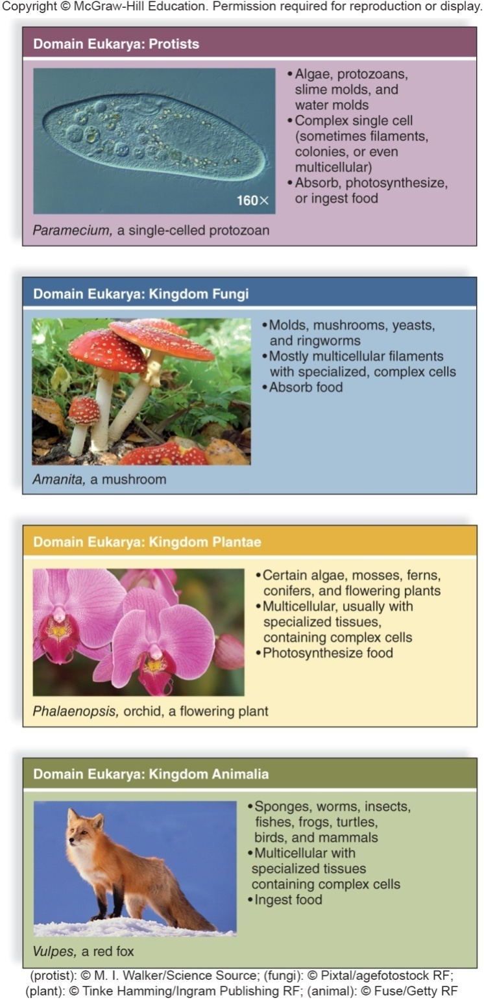 Copyright © McGraw-Hill Education. Permission required for reproduction or display.
Domain Eukarya: Protists
• Algae, protozoans,
slime molds, and
water molds
• Complex single cell
(sometimes filaments,
colonies, or even
multicellular)
• Absorb, photosynthesize,
or ingest food
160×
Paramecium, a single-celled protozoan
Domain Eukarya: Kingdom Fungi
• Molds, mushrooms, yeasts,
and ringworms
• Mostly multicellular filaments
with specialized, complex cells
• Absorb food
Amanita, a mushroom
Domain Eukarya: Kingdom Plantae
• Certain algae, mosses, ferns,
conifers, and flowering plants
• Multicellular, usually with
specialized tissues,
containing complex cells
• Photosynthesize food
Phalaenopsis, orchid, a flowering plant
Domain Eukarya: Kingdom Animalia
• Sponges, worms, insects,
fishes, frogs, turtles,
birds, and mammals
• Multicellular with
specialized tissues
containing complex cells
• Ingest food
Vulpes, a red fox
(protist): © M. I. Walker/Science Source; (fungi): © Pixtal/agefotostock RF;
(plant): © Tinke Hamming/Ingram Publishing RF; (animal): © Fuse/Getty RF